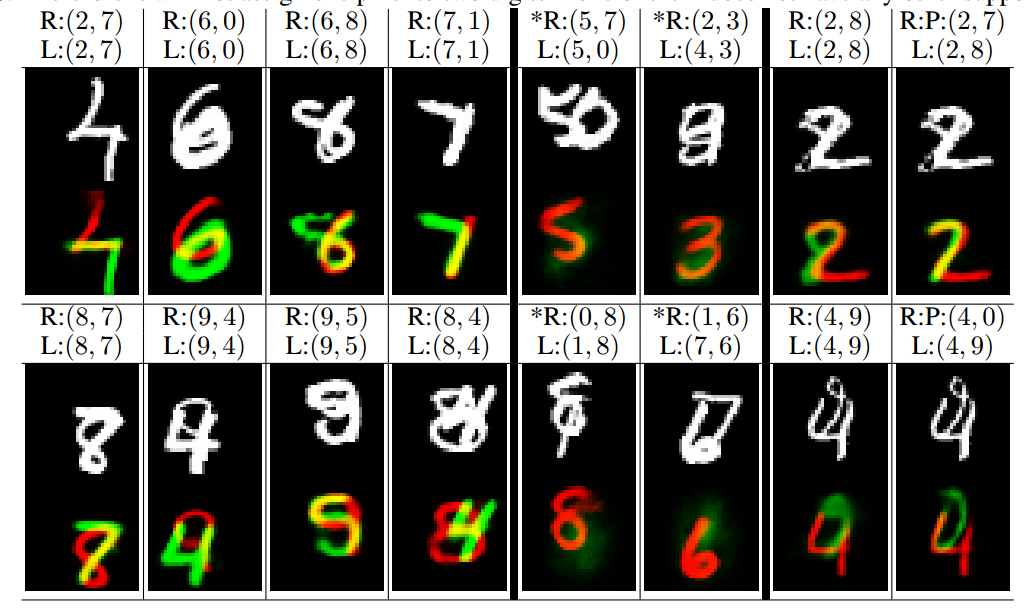 R:(2, 7) R:(6, 0) R:(6, 8) R:(7, 1) *R:(5, 7) *R:(2, 3) R:(2, 8) R:P:(2, 7)
L:(2, 7) L:(6, 0) L:(6, 8) L:(7, 1) L:(5, 0) L:(4, 3) L:(2, 8) L:(2, 8)
R:(8, 7) R:(9, 4) R:(9, 5) R:(8, 4) *R:(0, 8) *R:(1, 6) R:(4, 9) R:P:(4, 0)
L:(8, 7) L:(9, 4) L:(9, 5) L:(8, 4) L:(1, 8) L:(7, 6) L:(4, 9) L:(4, 9)